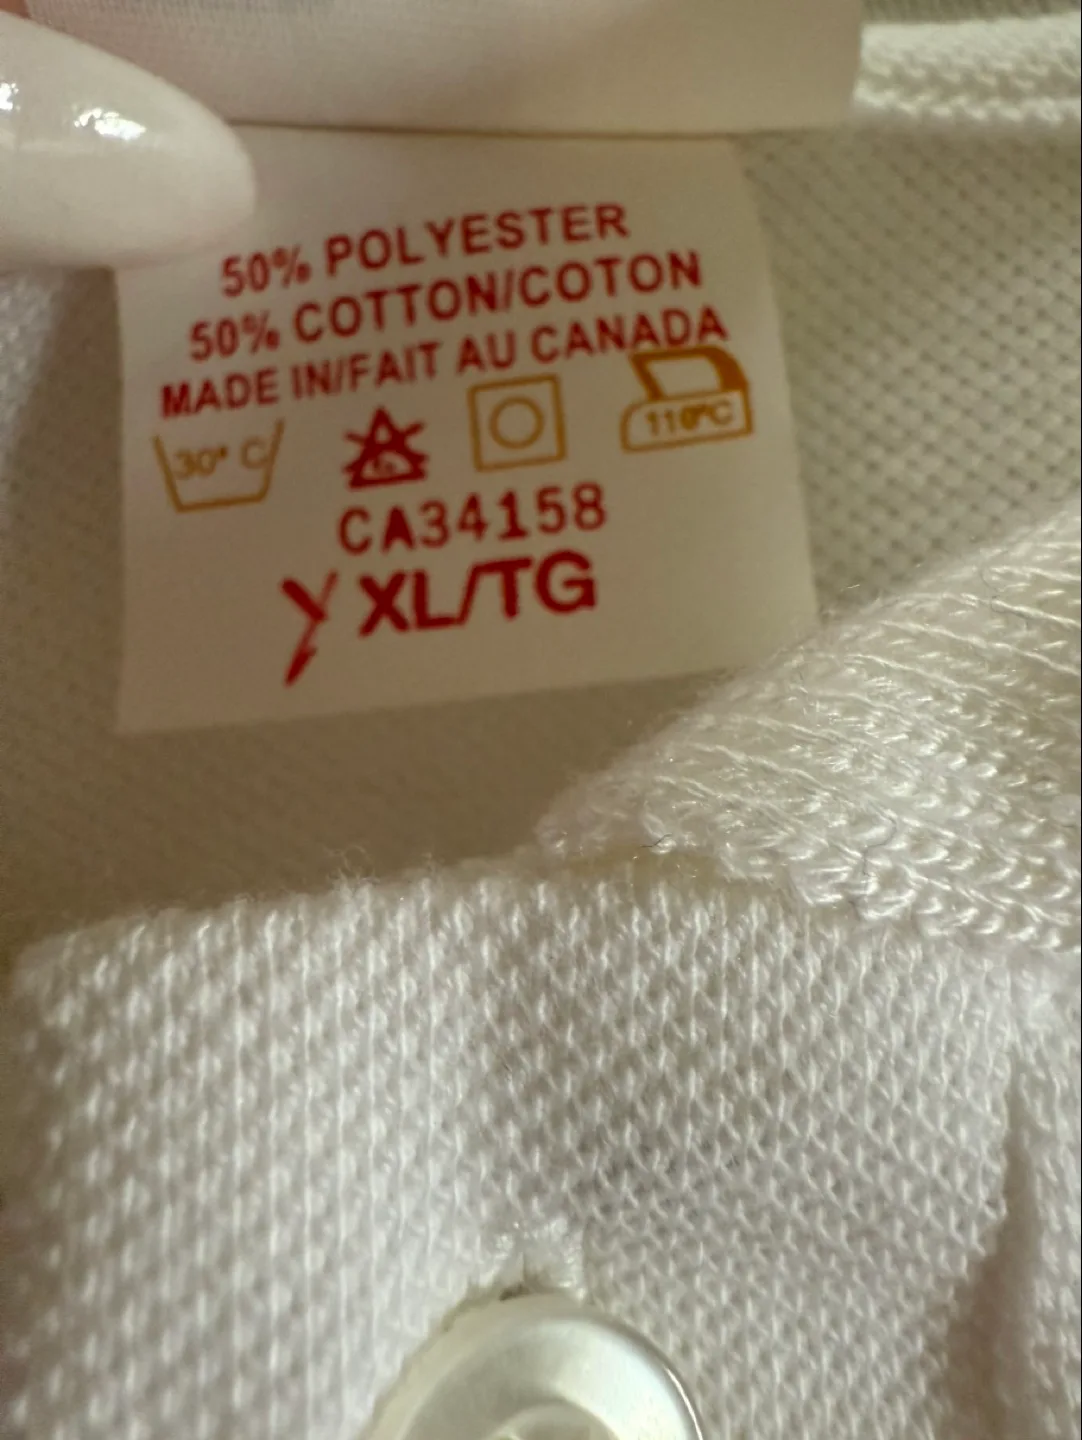 50% POLYESTER
50% COTTON/COTON
MADE IN/FAIT AU CANADA
30° C
110°C
CA34158
Y XL/TG